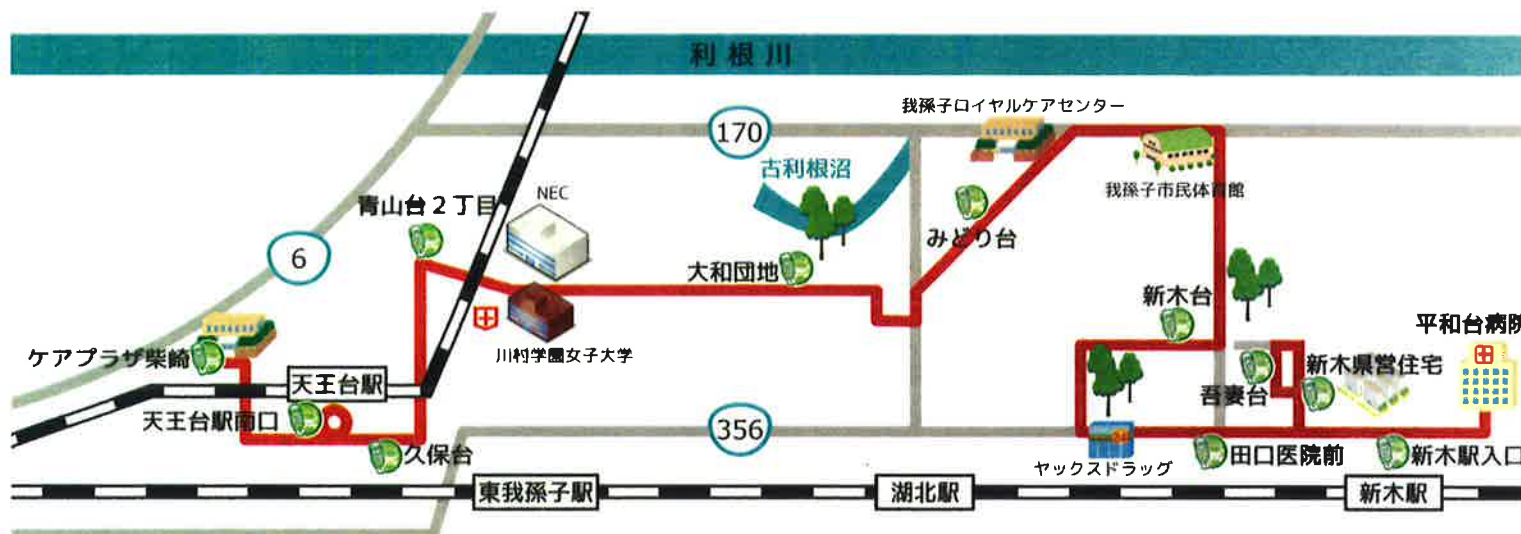 利根川
我孫子ロイヤルケアセンター
170
古利根沼
我孫子市民体育館
NEC
青山台２丁目
みどり台
6
大和団地
新木台
平和台病院
川村学園女子大学
ケアプラザ柴崎
天王台駅
新木県営住宅
吾妻台
天王台駅南口
356
久保台
ヤックスドラッグ
田口医院前
新木駅入口
東我孫子駅
湖北駅
新木駅